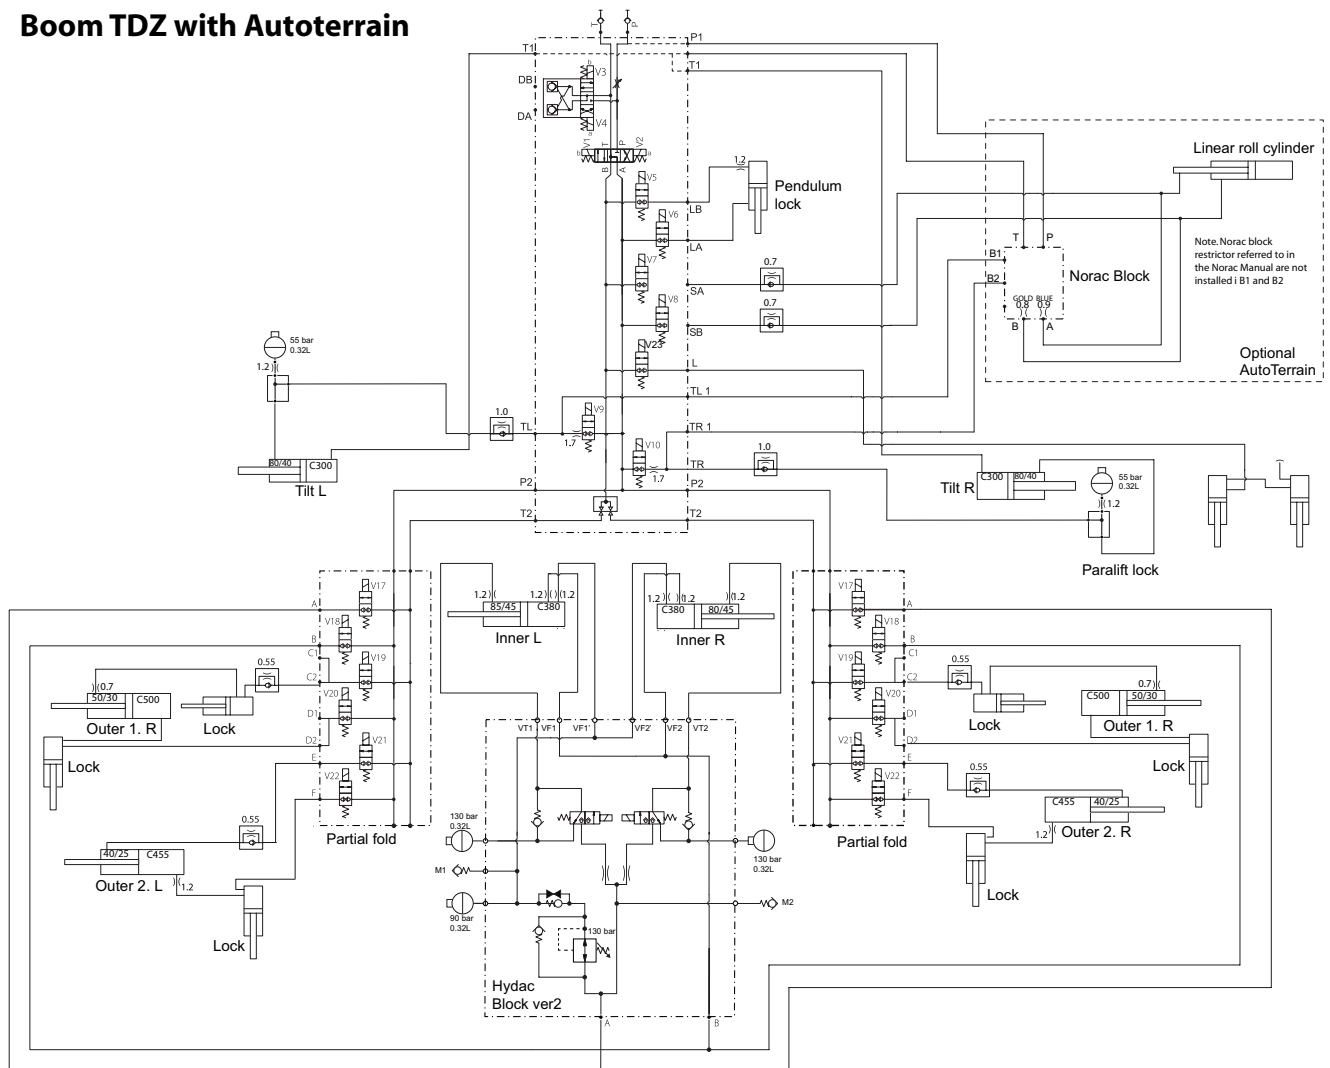 Boom TDZ with Autoterrain
T
P
P1
T1
T1
DB
DA
b
V3
V4
a
V1
T
P
V2
b
a
B
A
V5
LB
V6
LA
V7
SA
V8
SB
V23
L
TL 1
V9
TL
1.7
TR 1
V10
TR
1.7
P2
P2
T2
T2
1.2
Pendulum
lock
0.7
0.7
1.0
1.0
Linear roll cylinder
Note. Norac block
restrictor referred to in
the Norac Manual are not
installed i B1 and B2
T
P
B1
B2
Norac Block
GOLD BLUE
0.8 0.9
B
A
Optional
AutoTerrain
55 bar
0.32L
1.2
80/40
C300
Tilt L
Tilt R
C300
80/40
55 bar
0.32L
1.2
Paralift lock
V17
A
V18
B
C1
V19
C2
V20
D1
V21
D2
E
V22
F
Partial fold
0.55
0.7
50/30
C500
Outer 1. R
Lock
Lock
0.55
40/25
C455
Outer 2. L
1.2
Lock
1.2
1.2
1.2
85/45
C380
Inner L
1.2
1.2
1.2
C380
80/45
Inner R
VT1
VF1
VF1'
VF2'
VF2
VT2
130 bar
0.32L
M1
90 bar
0.32L
130 bar
130 bar
0.32L
M2
Hydac
Block ver2
A
B
V17
A
V18
B
C1
V19
C2
V20
D1
V21
D2
E
V22
F
Partial fold
0.55
Lock
0.7
C500
50/30
Outer 1. R
Lock
0.55
C455
40/25
Outer 2. R
1.2
Lock